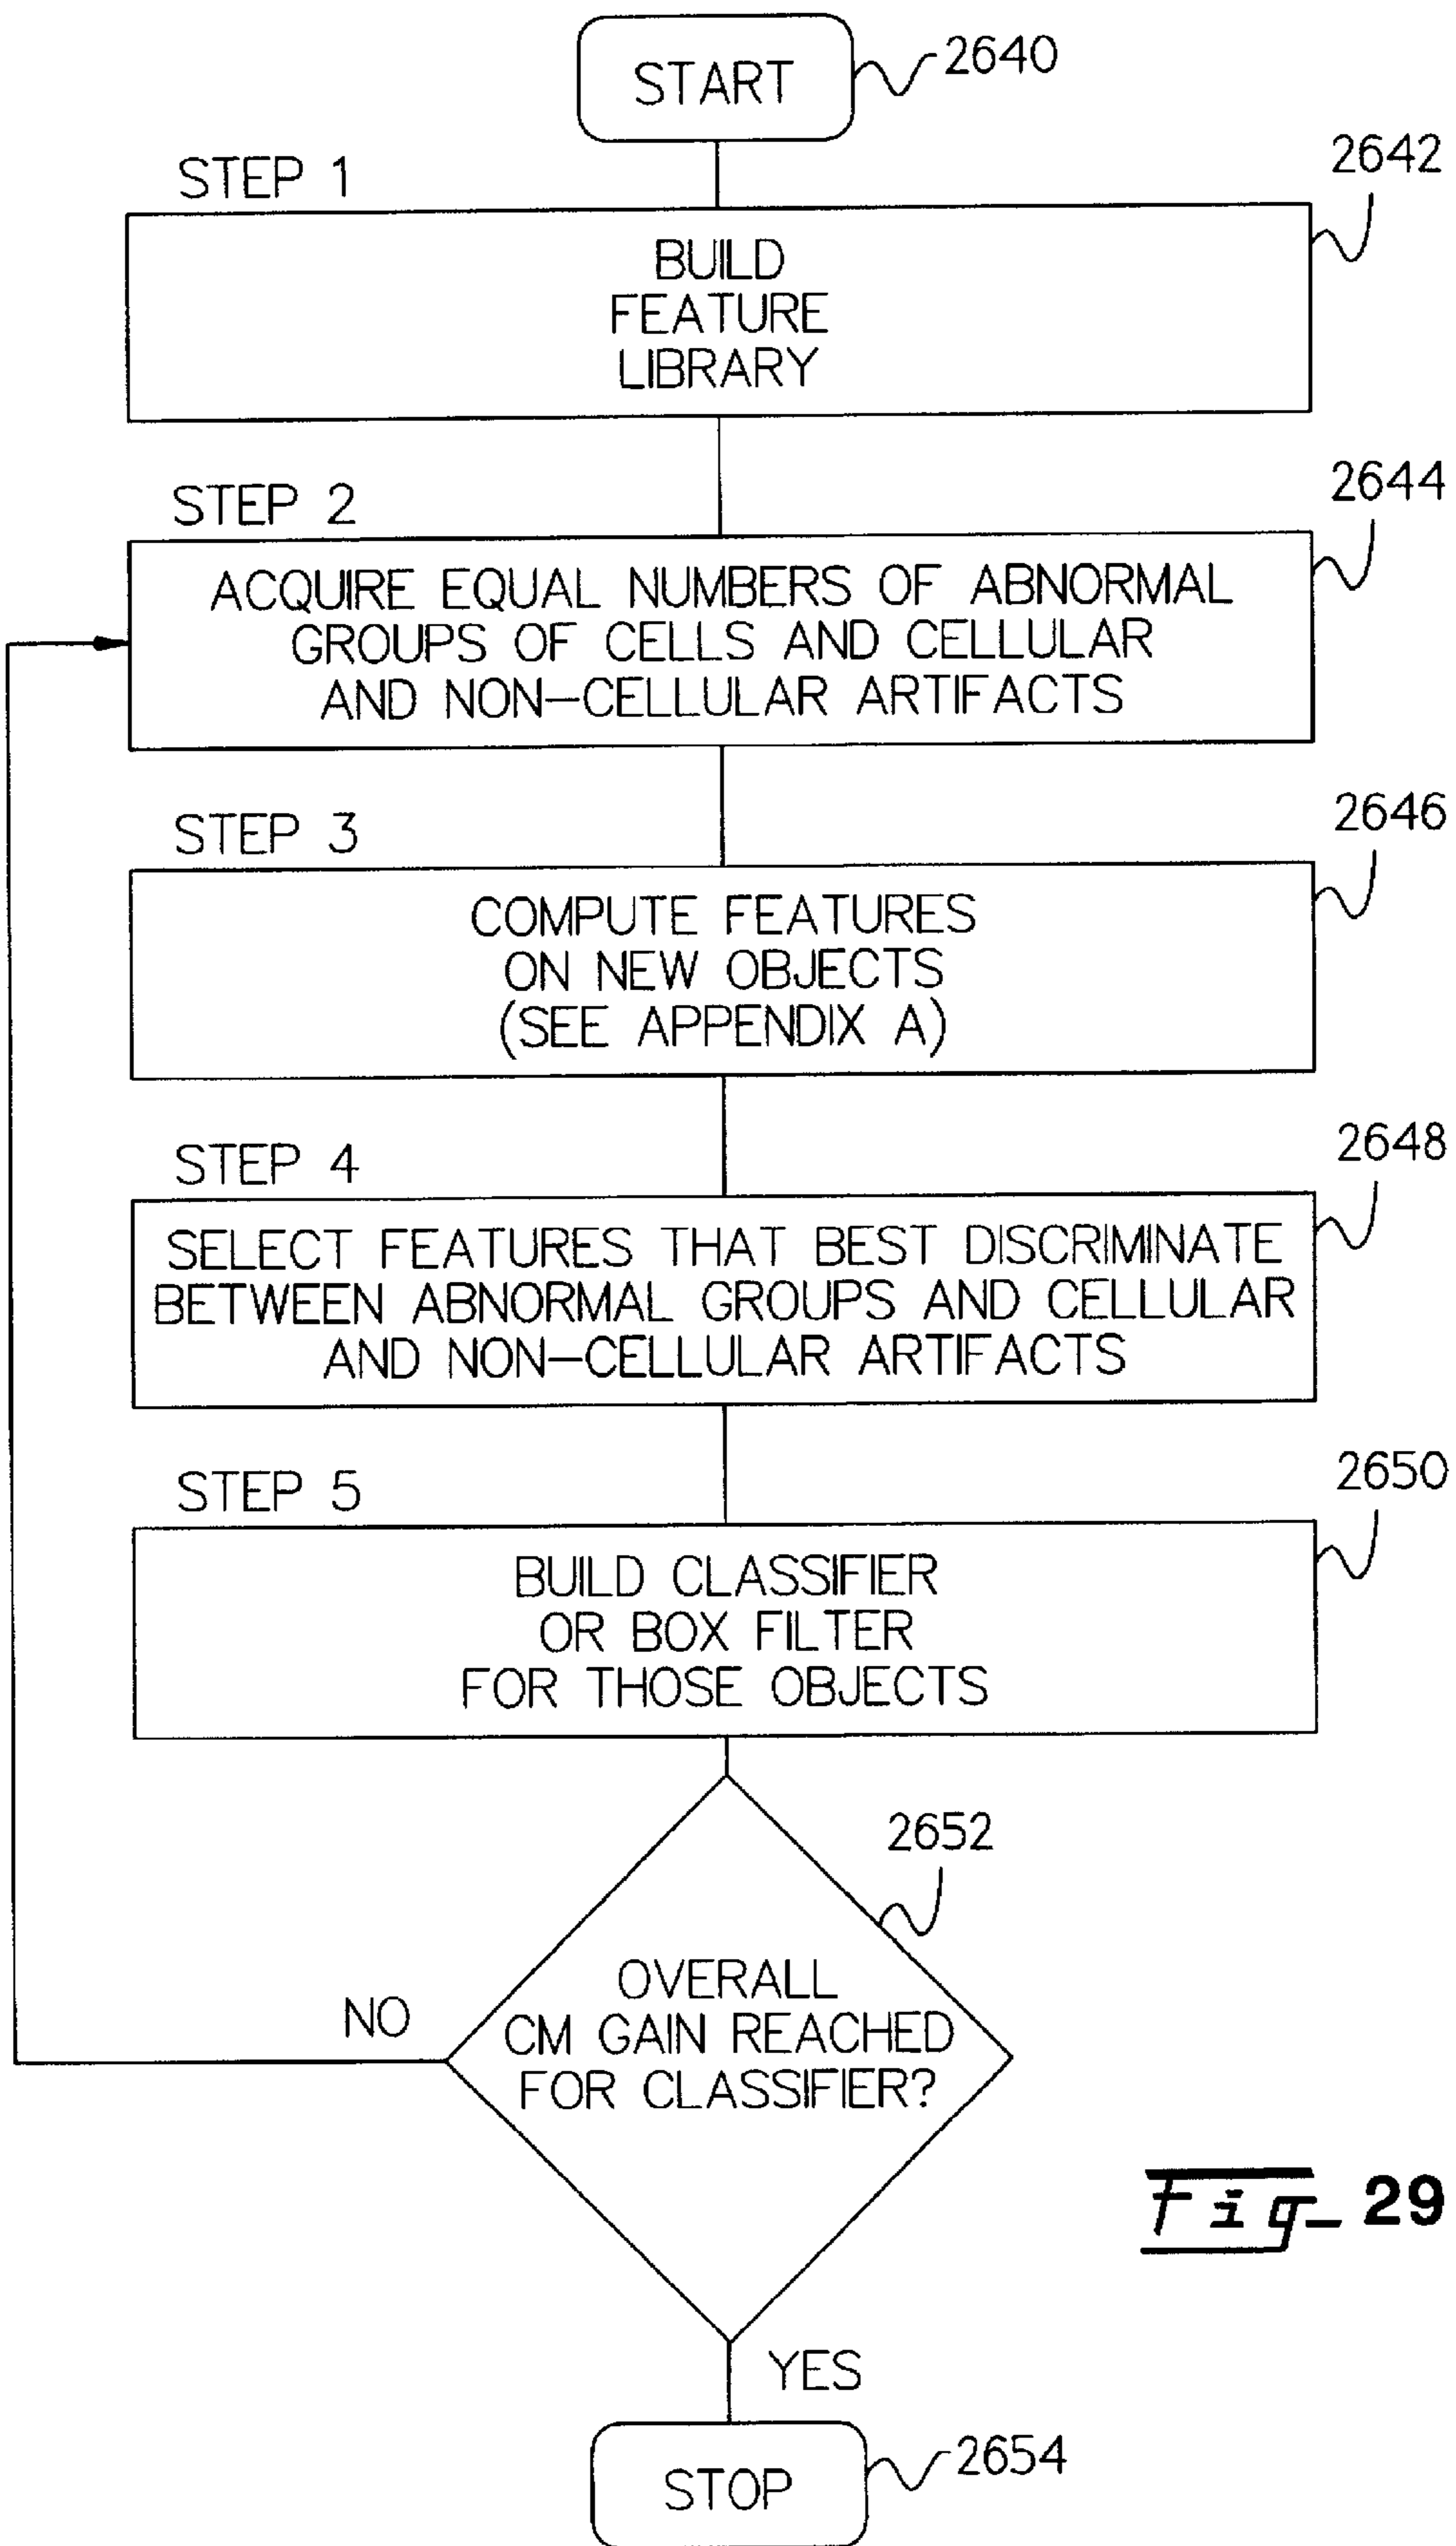 START
2640
STEP 1
2642
BUILD
FEATURE
LIBRARY
STEP 2
2644
ACQUIRE EQUAL NUMBERS OF ABNORMAL
GROUPS OF CELLS AND CELLULAR
AND NON-CELLULAR ARTIFACTS
STEP 3
2646
COMPUTE FEATURES
ON NEW OBJECTS
(SEE APPENDIX A)
STEP 4
2648
SELECT FEATURES THAT BEST DISCRIMINATE
BETWEEN ABNORMAL GROUPS AND CELLULAR
AND NON-CELLULAR ARTIFACTS
STEP 5
2650
BUILD CLASSIFIER
OR BOX FILTER
FOR THOSE OBJECTS
2652
OVERALL
CM GAIN REACHED
FOR CLASSIFIER?
NO
YES
STOP
2654
Fig_ 29